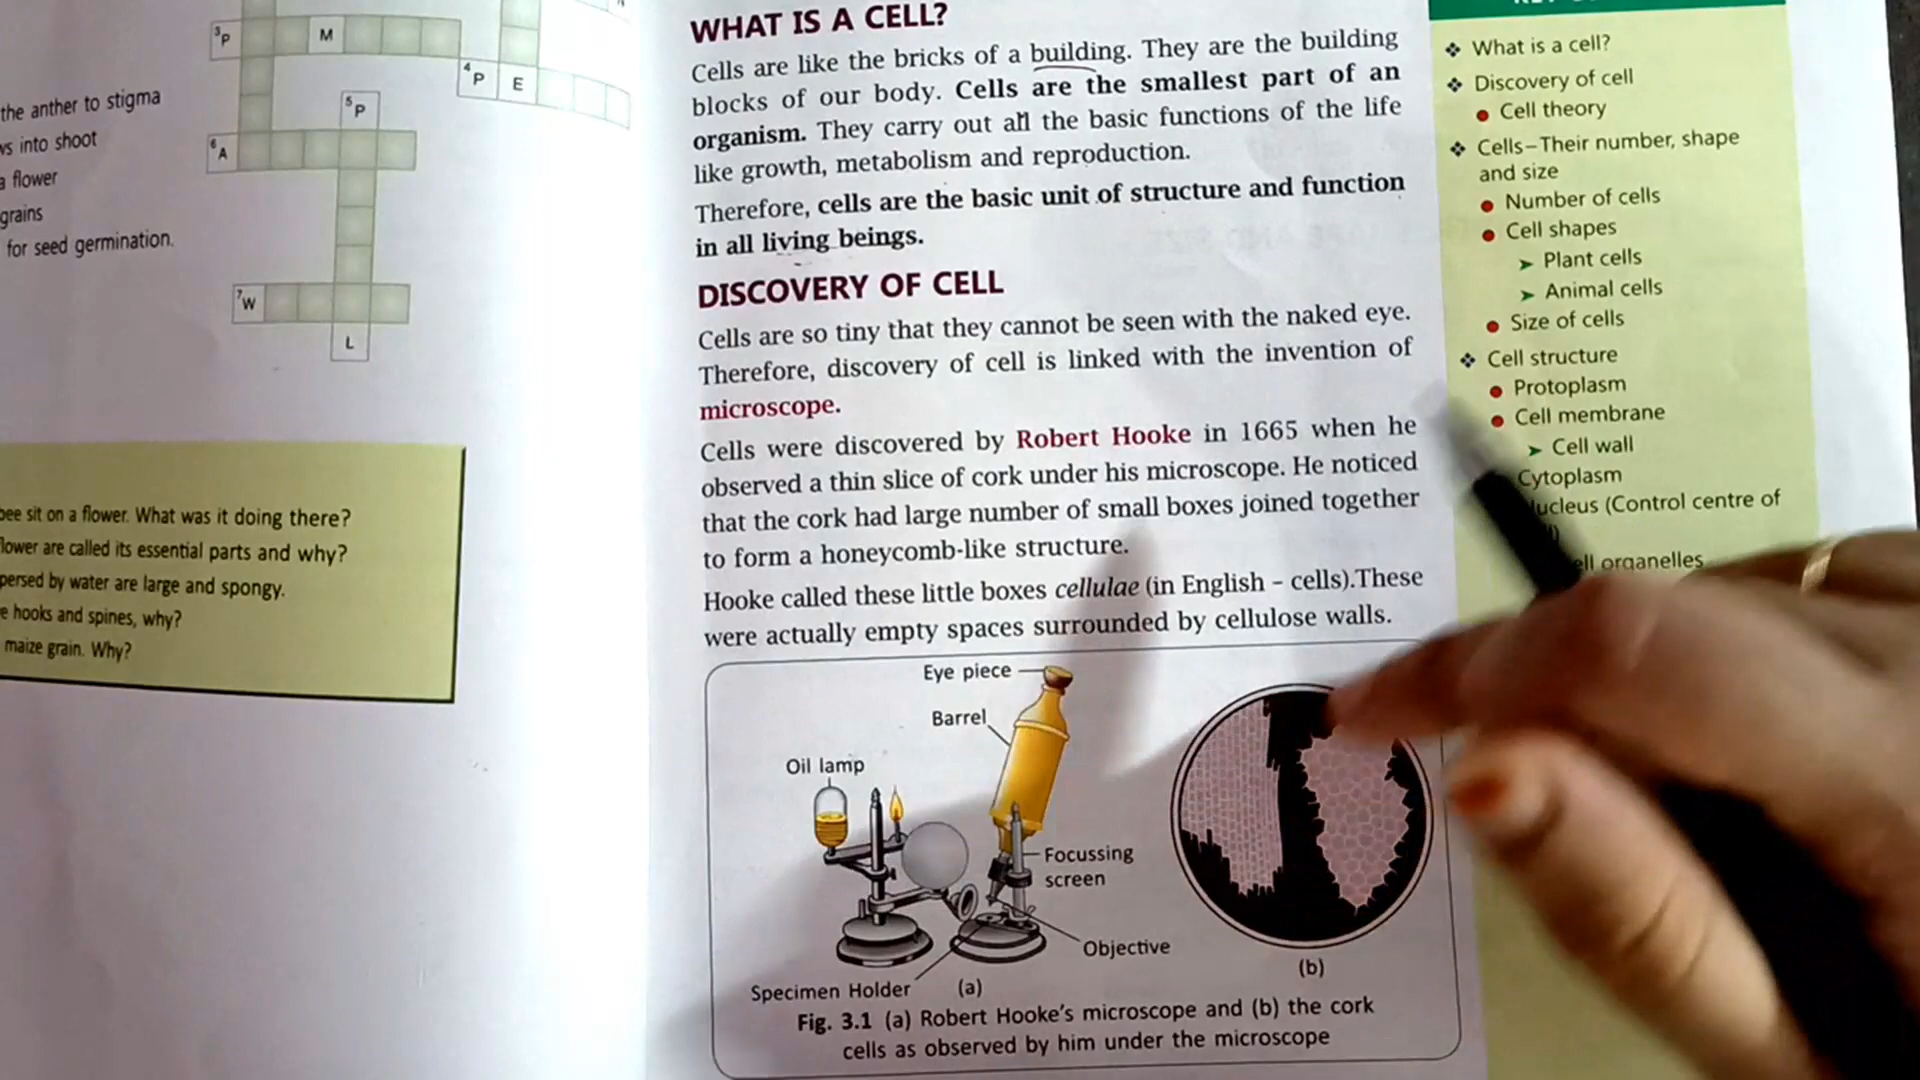 3
P
M
4
P
E
the anther to stigma
5
P
ws into shoot
6
A
a flower
grains
for seed germination.
7
W
L
bee sit on a flower. What was it doing there?
lower are called its essential parts and why?
persed by water are large and spongy.
e hooks and spines, why?
maize grain. Why?
WHAT IS A CELL?
Cells are like the bricks of a building. They are the building
blocks of our body. Cells are the smallest part of an
organism. They carry out all the basic functions of the life
like growth, metabolism and reproduction.
Therefore, cells are the basic unit of structure and function
in all living beings.
DISCOVERY OF CELL
Cells are so tiny that they cannot be seen with the naked eye.
Therefore, discovery of cell is linked with the invention of
microscope.
Cells were discovered by Robert Hooke in 1665 when he
observed a thin slice of cork under his microscope. He noticed
that the cork had large number of small boxes joined together
to form a honeycomb-like structure.
Hooke called these little boxes cellulae (in English – cells).These
were actually empty spaces surrounded by cellulose walls.
Eye piece
Barrel
Oil lamp
Focussing
screen
Objective
Specimen Holder
(a)
(b)
Fig. 3.1 (a) Robert Hooke's microscope and (b) the cork
cells as observed by him under the microscope
What is a cell?
Discovery of cell
Cell theory
Cells–Their number, shape
and size
Number of cells
Cell shapes
Plant cells
Animal cells
Size of cells
Cell structure
Protoplasm
Cell membrane
Cell wall
Cytoplasm
ucleus (Control centre of
ell organelles